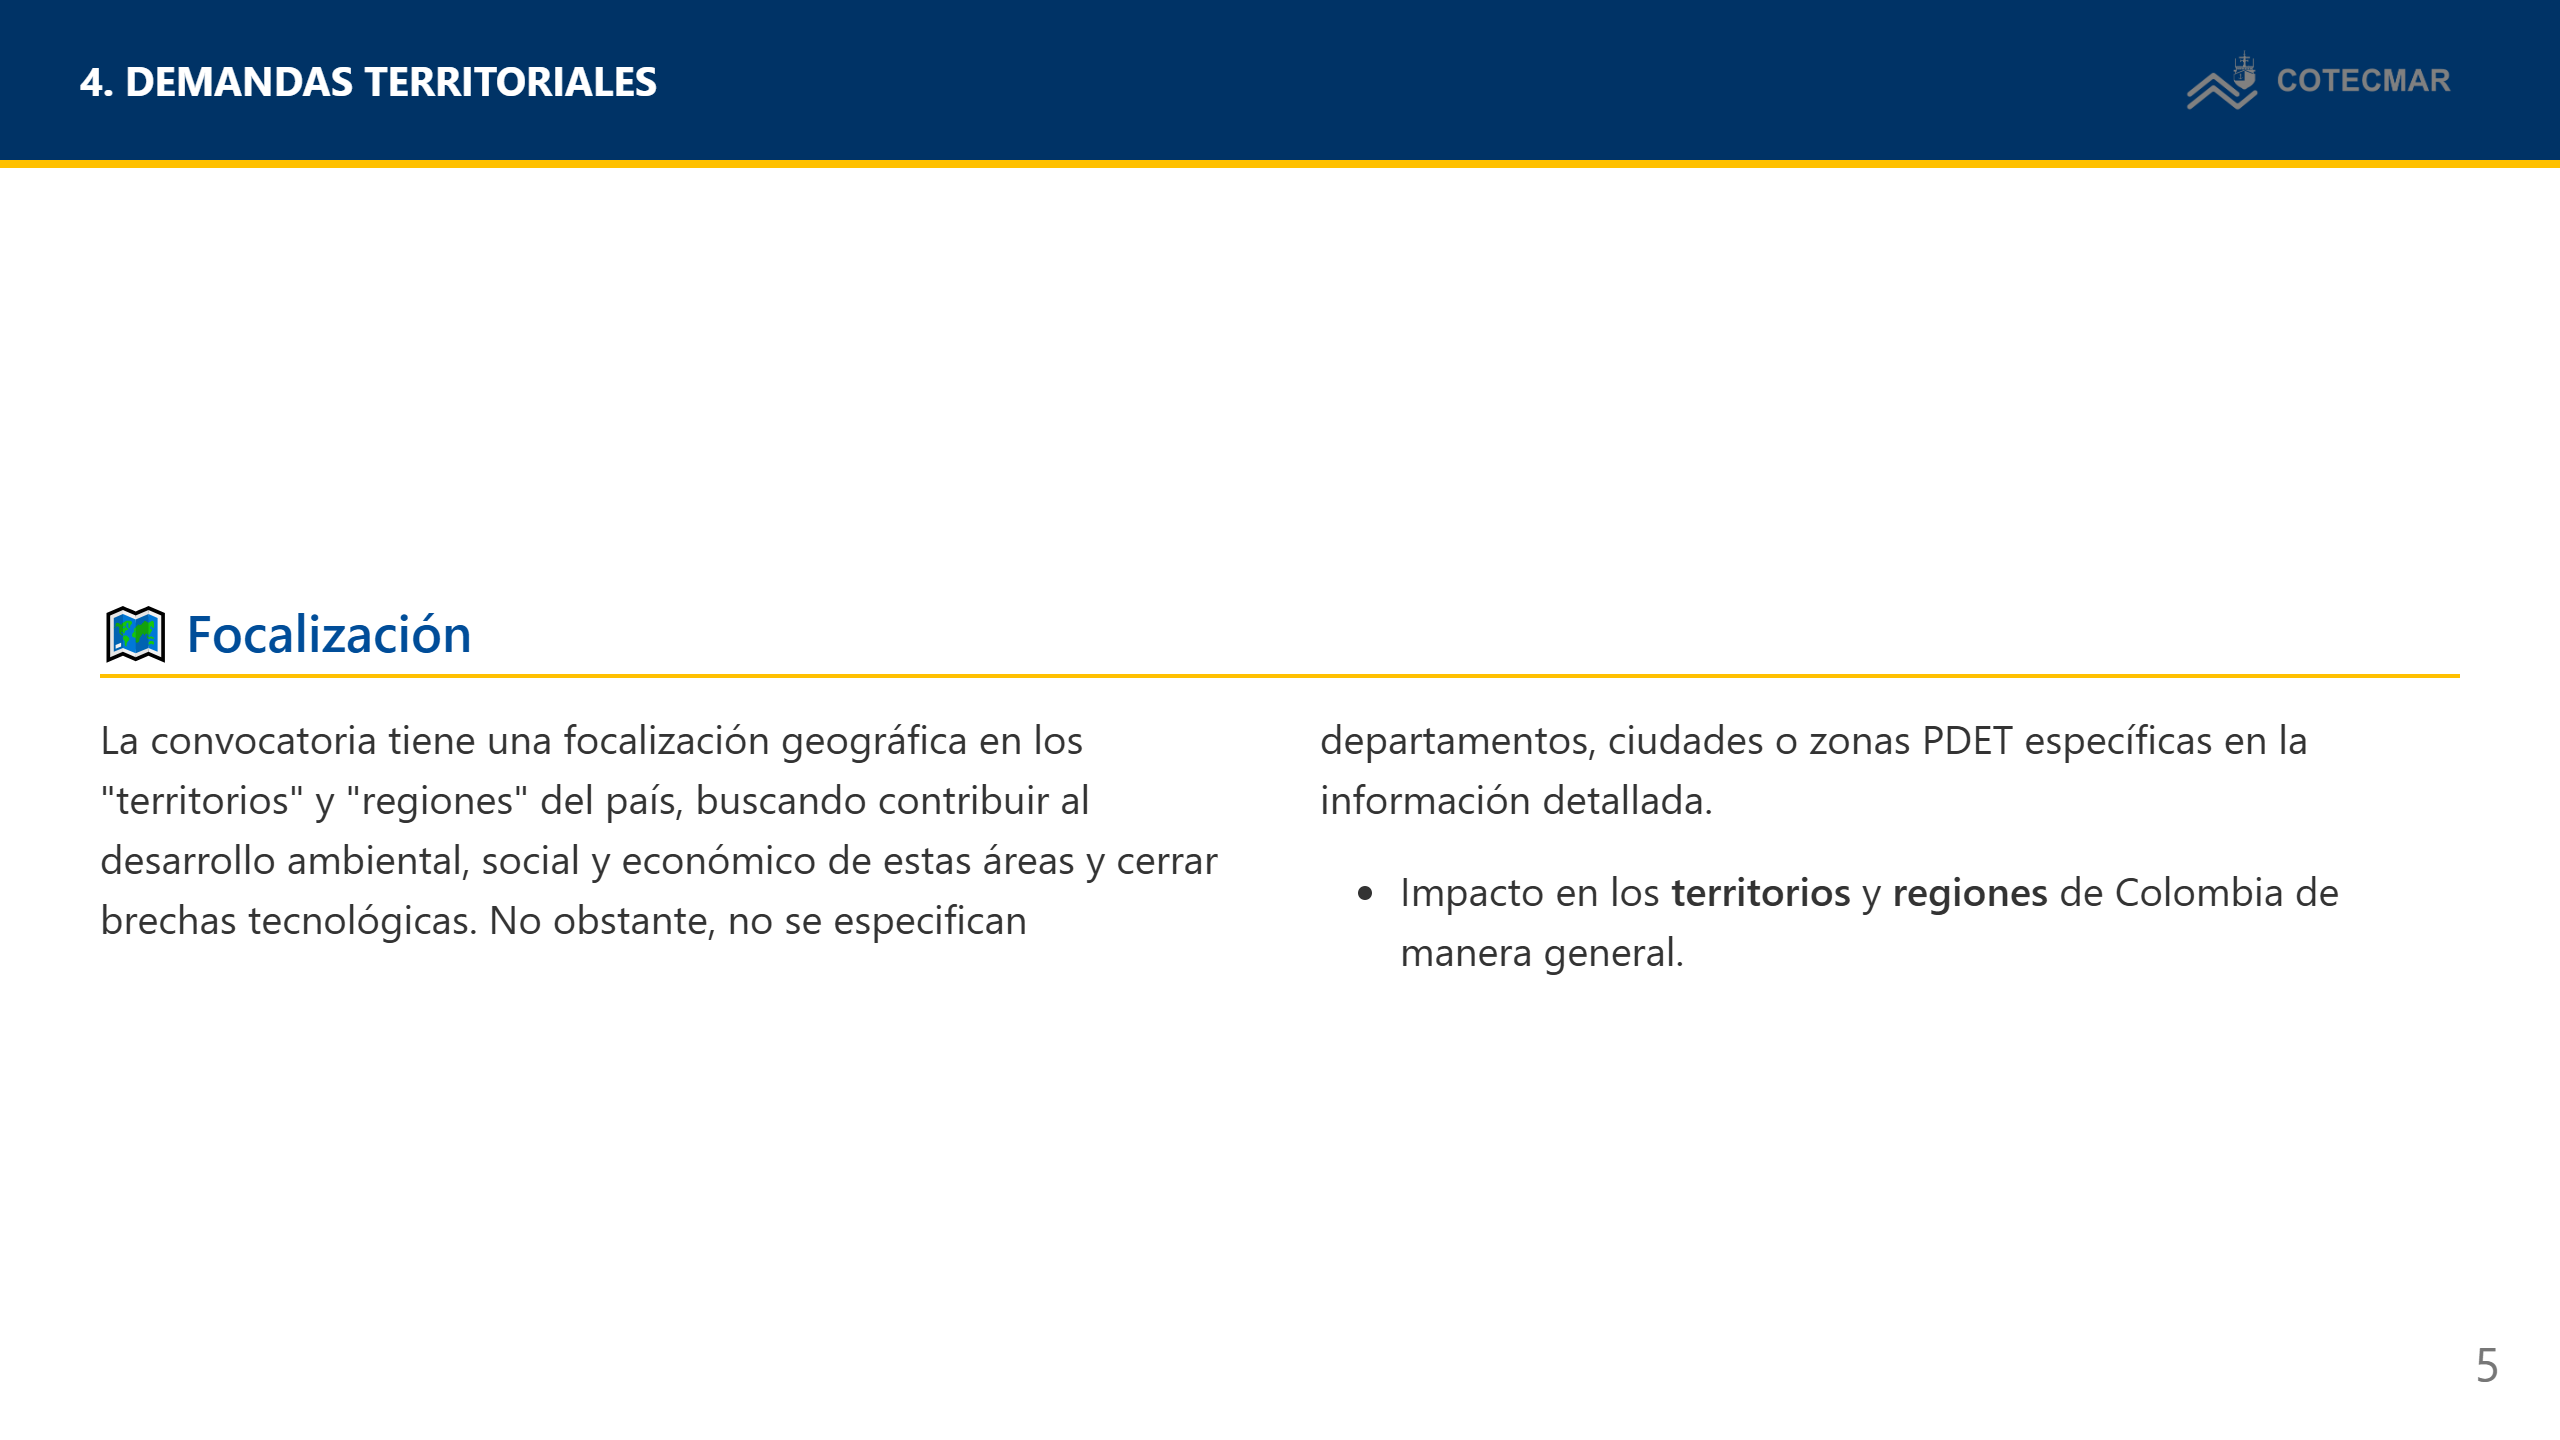 4. DEMANDAS TERRITORIALES
COTECMAR
Focalización
La convocatoria tiene una focalización geográfica en los
"territorios" y "regiones" del país, buscando contribuir al
desarrollo ambiental, social y económico de estas áreas y cerrar
brechas tecnológicas. No obstante, no se especifican
departamentos, ciudades o zonas PDET específicas en la
información detallada.
• Impacto en los territorios y regiones de Colombia de
manera general.
5